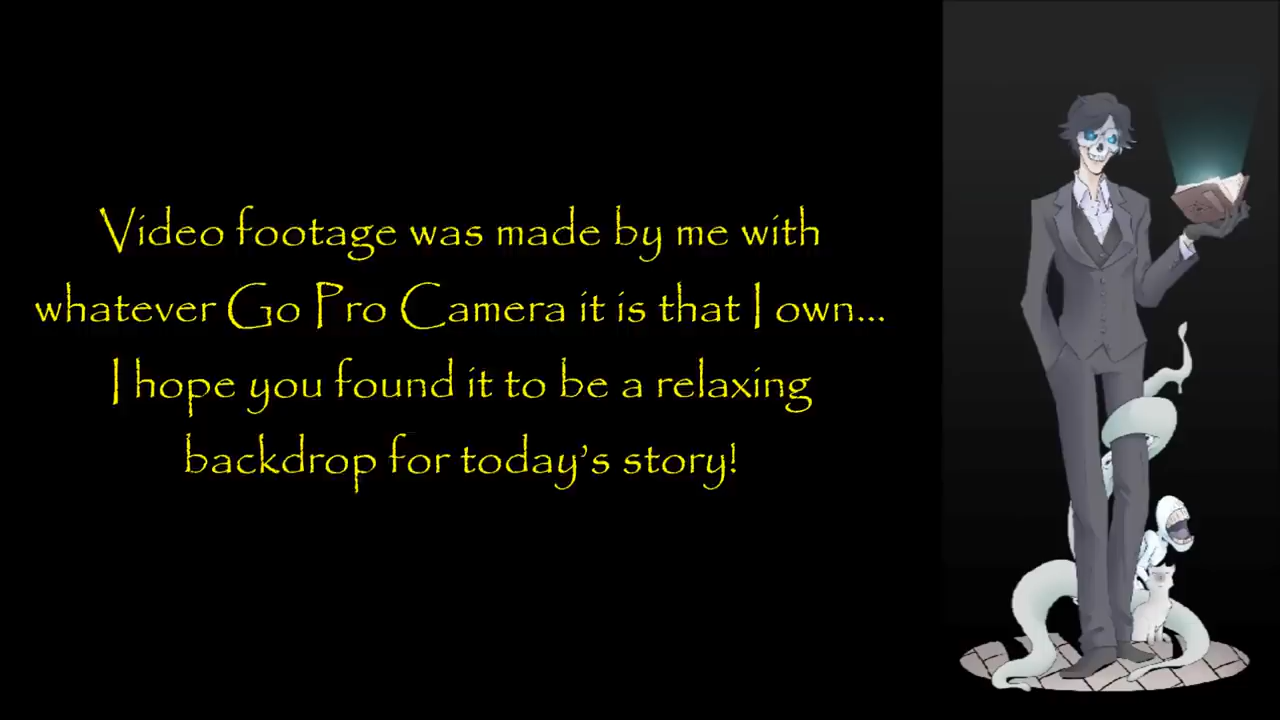 Video footage was made by me with
whatever Go Pro Camera it is that I own...
I hope you found it to be a relaxing
backdrop for today's story!